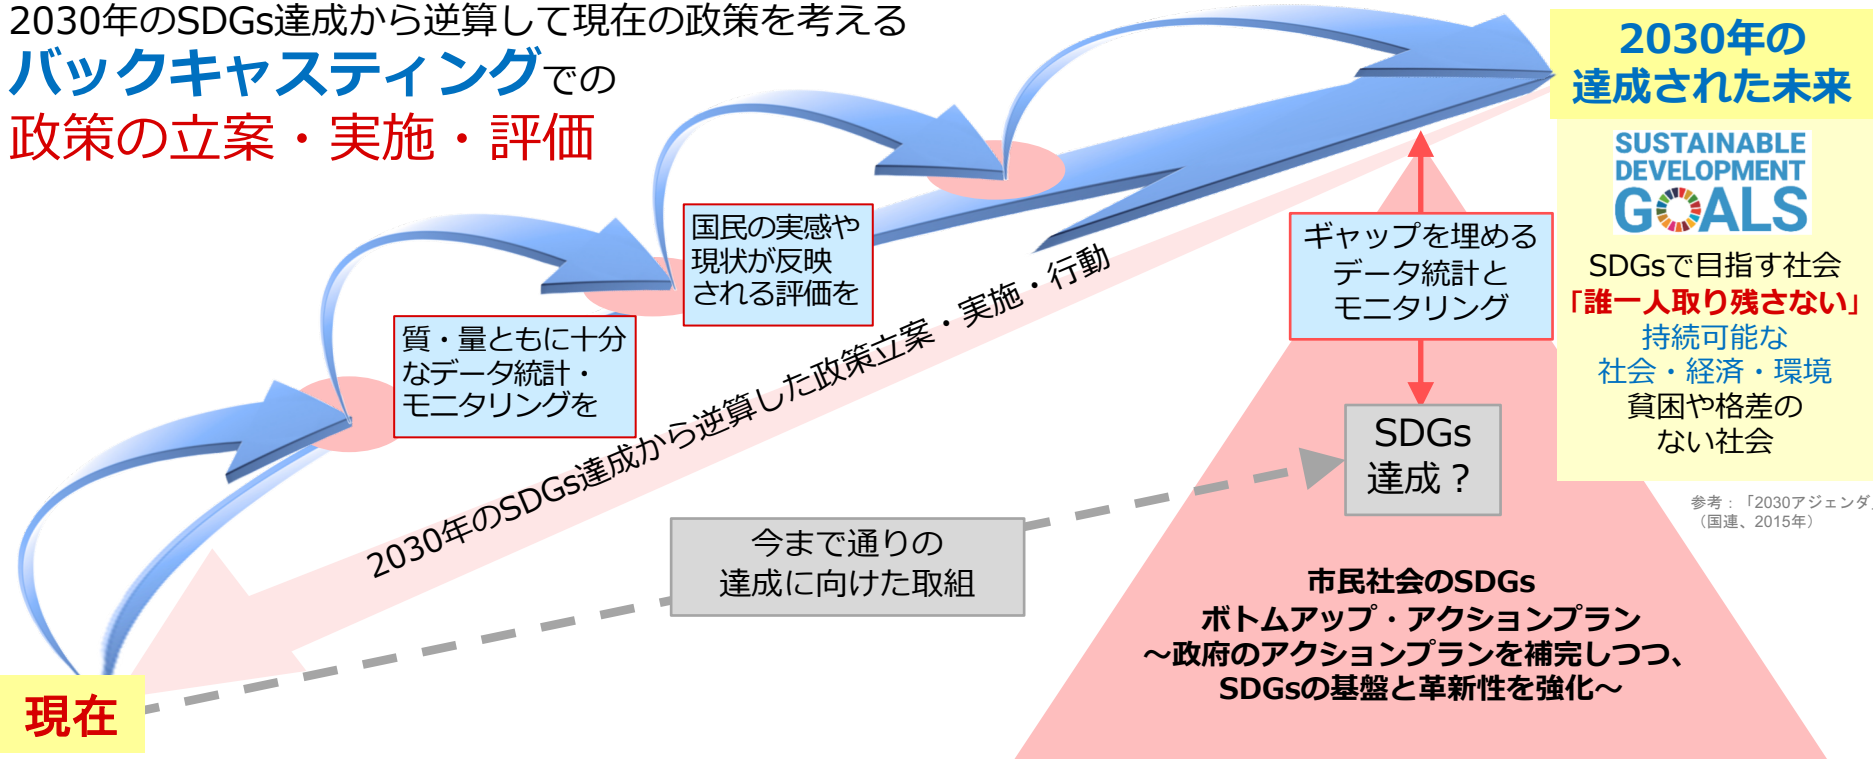 2030年のSDGs達成から逆算して現在の政策を考える
バックキャスティングでの
政策の立案・実施・評価
2030年の
達成された未来
SUSTAINABLE
DEVELOPMENT
GOALS
SDGsで目指す社会
「誰一人取り残さない」
持続可能な
社会・経済・環境
貧困や格差の
ない社会
参考：「2030アジェンダ」
（国連、2015年）
国民の実感や
現状が反映
される評価を
質・量ともに十分
なデータ統計・
モニタリングを
ギャップを埋める
データ統計と
モニタリング
2030年のSDGs達成から逆算した政策立案・実施・行動
SDGs
達成？
今まで通りの
達成に向けた取組
市民社会のSDGs
ボトムアップ・アクションプラン
～政府のアクションプランを補完しつつ、
SDGsの基盤と革新性を強化～
現在